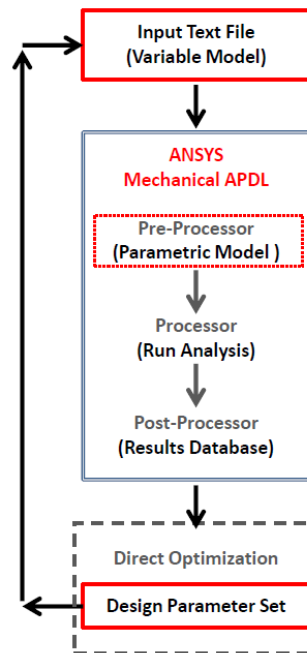 Input Text File
(Variable Model)
ANSYS
Mechanical APDL
Pre-Processor
(Parametric Model )
Processor
(Run Analysis)
Post-Processor
(Results Database)
Direct Optimization
Design Parameter Set